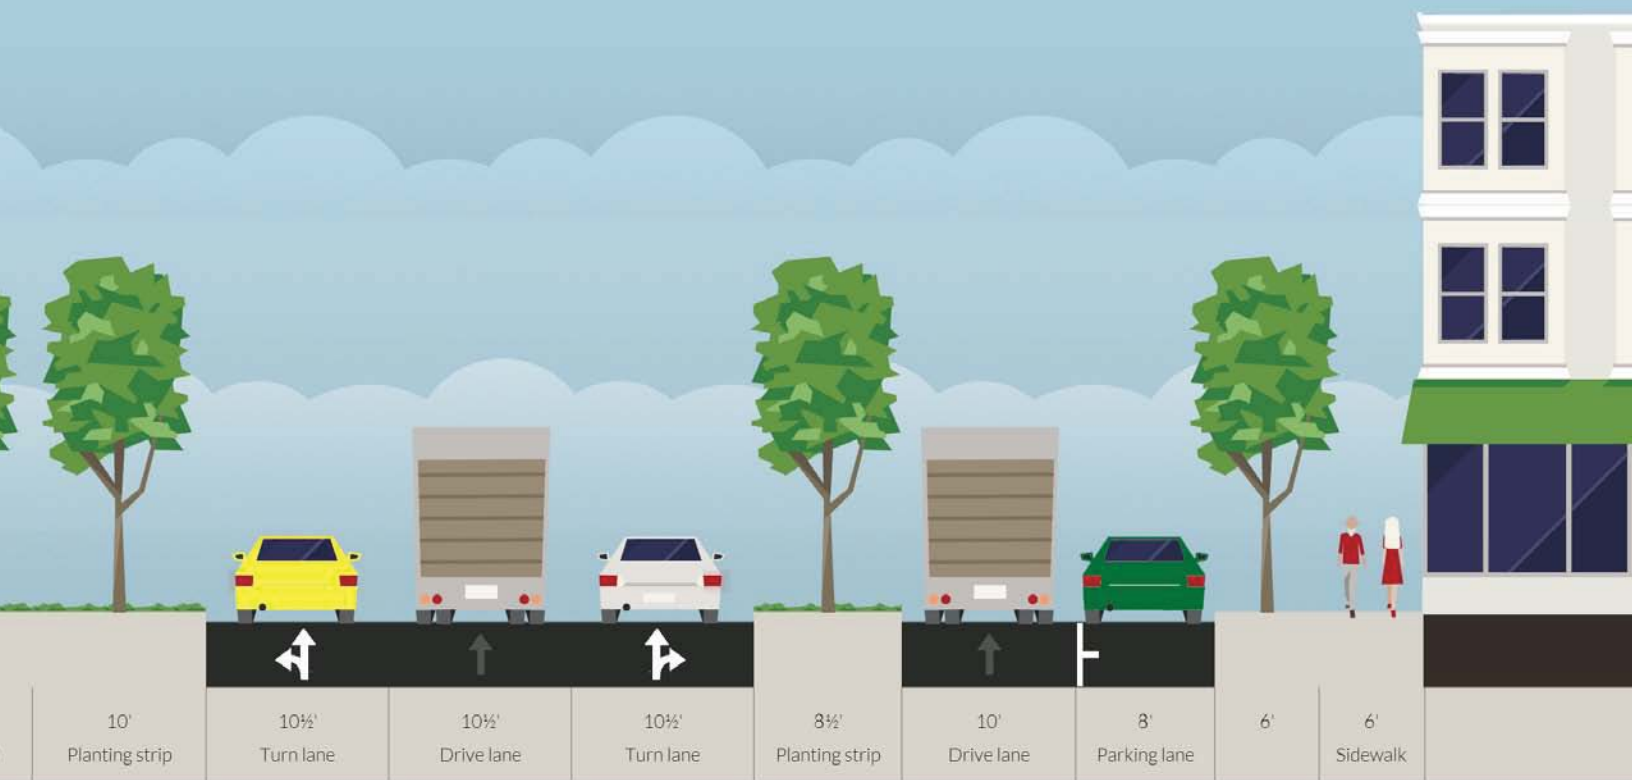 10' 10½' 10½' 10½' 8½' 10' 8' 6' 6'
Planting strip Turn lane Drive lane Turn lane Planting strip Drive lane Parking lane Sidewalk